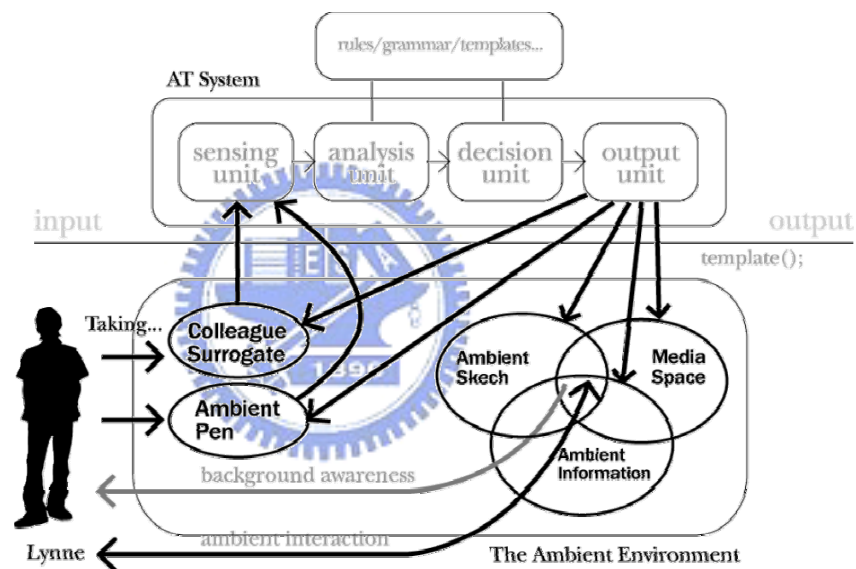 rules/grammar/templates...
AT System
sensing
unit
analysis
unit
decision
unit
output
unit
input
output
template();
Taking...
Colleague
Surrogate
Ambient
Pen
Ambient
Skech
Media
Space
Ambient
Information
1896
background awareness
ambient interaction
Lynne
The Ambient Environment